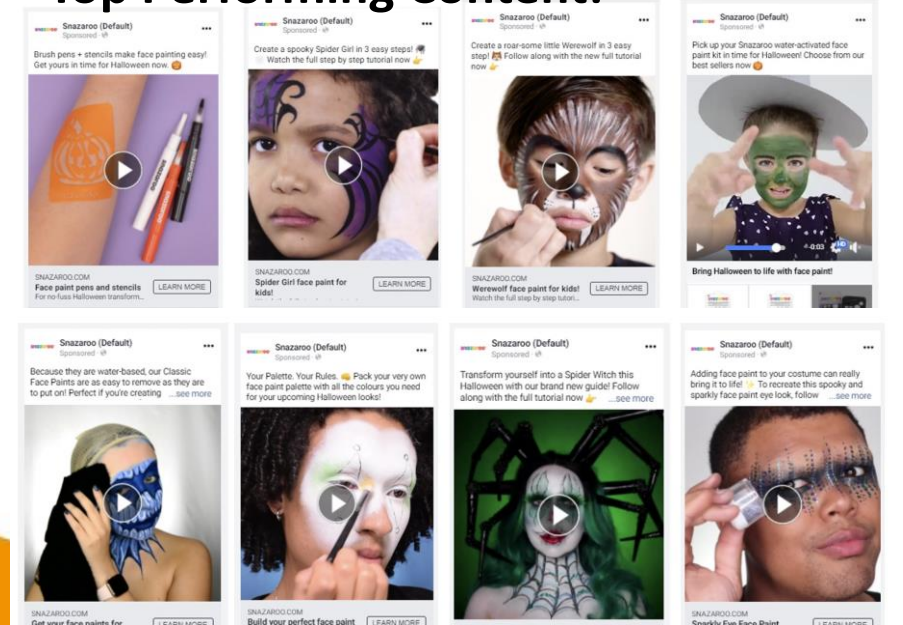 Top Performing Content:
Snazaroo (Default)
Sponsored
Brush pens + stencils make face painting easy!
Get yours in time for Halloween now.
SNAZAROO.COM
Face paint pens and stencils
For no-fuss Halloween transform...
LEARN MORE
Snazaroo (Default)
Sponsored
Create a spooky Spider Girl in 3 easy steps!
Watch the full step by step tutorial now
SNAZAROO.COM
Spider Girl face paint for
kids!
LEARN MORE
Snazaroo (Default)
Sponsored
Create a roar-some little Werewolf in 3 easy
step! Follow along with the new full tutorial
now
SNAZAROO.COM
Werewolf face paint for kids!
Watch the full step by step tutori...
LEARN MORE
Snazaroo (Default)
Sponsored
Pick up your Snazaroo water-activated face
paint kit in time for Halloween! Choose from our
best sellers now
-0:03
HD
Bring Halloween to life with face paint!
Snazaroo (Default)
Sponsored
Because they are water-based, our Classic
Face Paints are as easy to remove as they are
to put on! Perfect if you're creating ...see more
SNAZAROO.COM
Get your face paints for
LEARN MORE
Snazaroo (Default)
Sponsored
Your Palette. Your Rules. Pack your very own
face paint palette with all the colours you need
for your upcoming Halloween looks!
SNAZAROO.COM
Build your perfect face paint
LEARN MORE
Snazaroo (Default)
Sponsored
Transform yourself into a Spider Witch this
Halloween with our brand new guide! Follow
along with the full tutorial now ...see more
Snazaroo (Default)
Sponsored
Adding face paint to your costume can really
bring it to life! To recreate this spooky and
sparkly face paint eye look, follow ...see more
SNAZAROO.COM
Sparkly Eye Face Paint
LEARN MORE